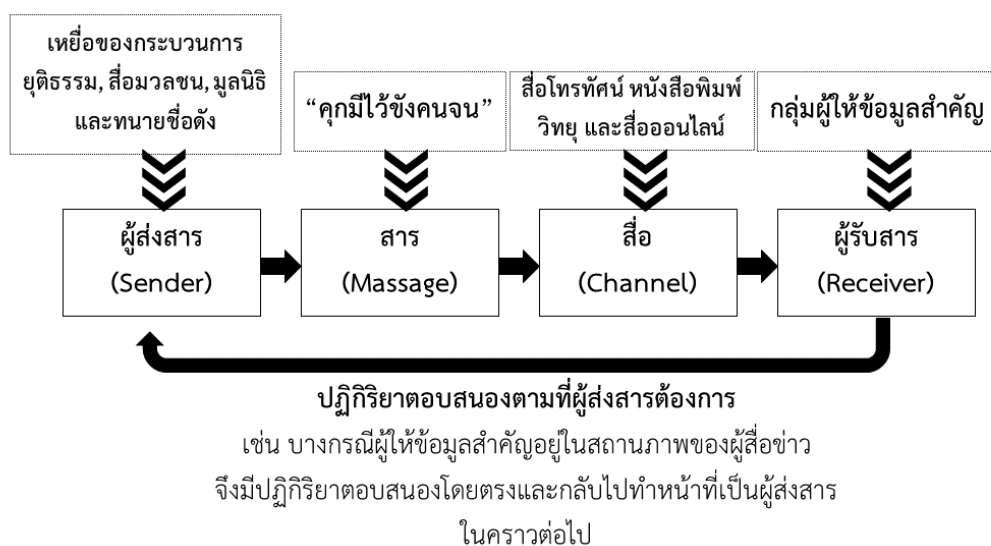 เหยื่อของกระบวนการ
ยุติธรรม, สื่อมวลชน, มูลนิธิ
และทนายชื่อดัง
“คุกมีไว้ขังคนจน”
สื่อโทรทัศน์ หนังสือพิมพ์
วิทยุ และสื่อออนไลน์
กลุ่มผู้ให้ข้อมูลสำคัญ
ผู้ส่งสาร
(Sender)
สาร
(Massage)
สื่อ
(Channel)
ผู้รับสาร
(Receiver)
ปฏิกิริยาตอบสนองตามที่ผู้ส่งสารต้องการ
เช่น บางกรณีผู้ให้ข้อมูลสำคัญอยู่ในสถานภาพของผู้สื่อข่าว
จึงมีปฏิกิริยาตอบสนองโดยตรงและกลับไปทำหน้าที่เป็นผู้ส่งสาร
ในคราวต่อไป